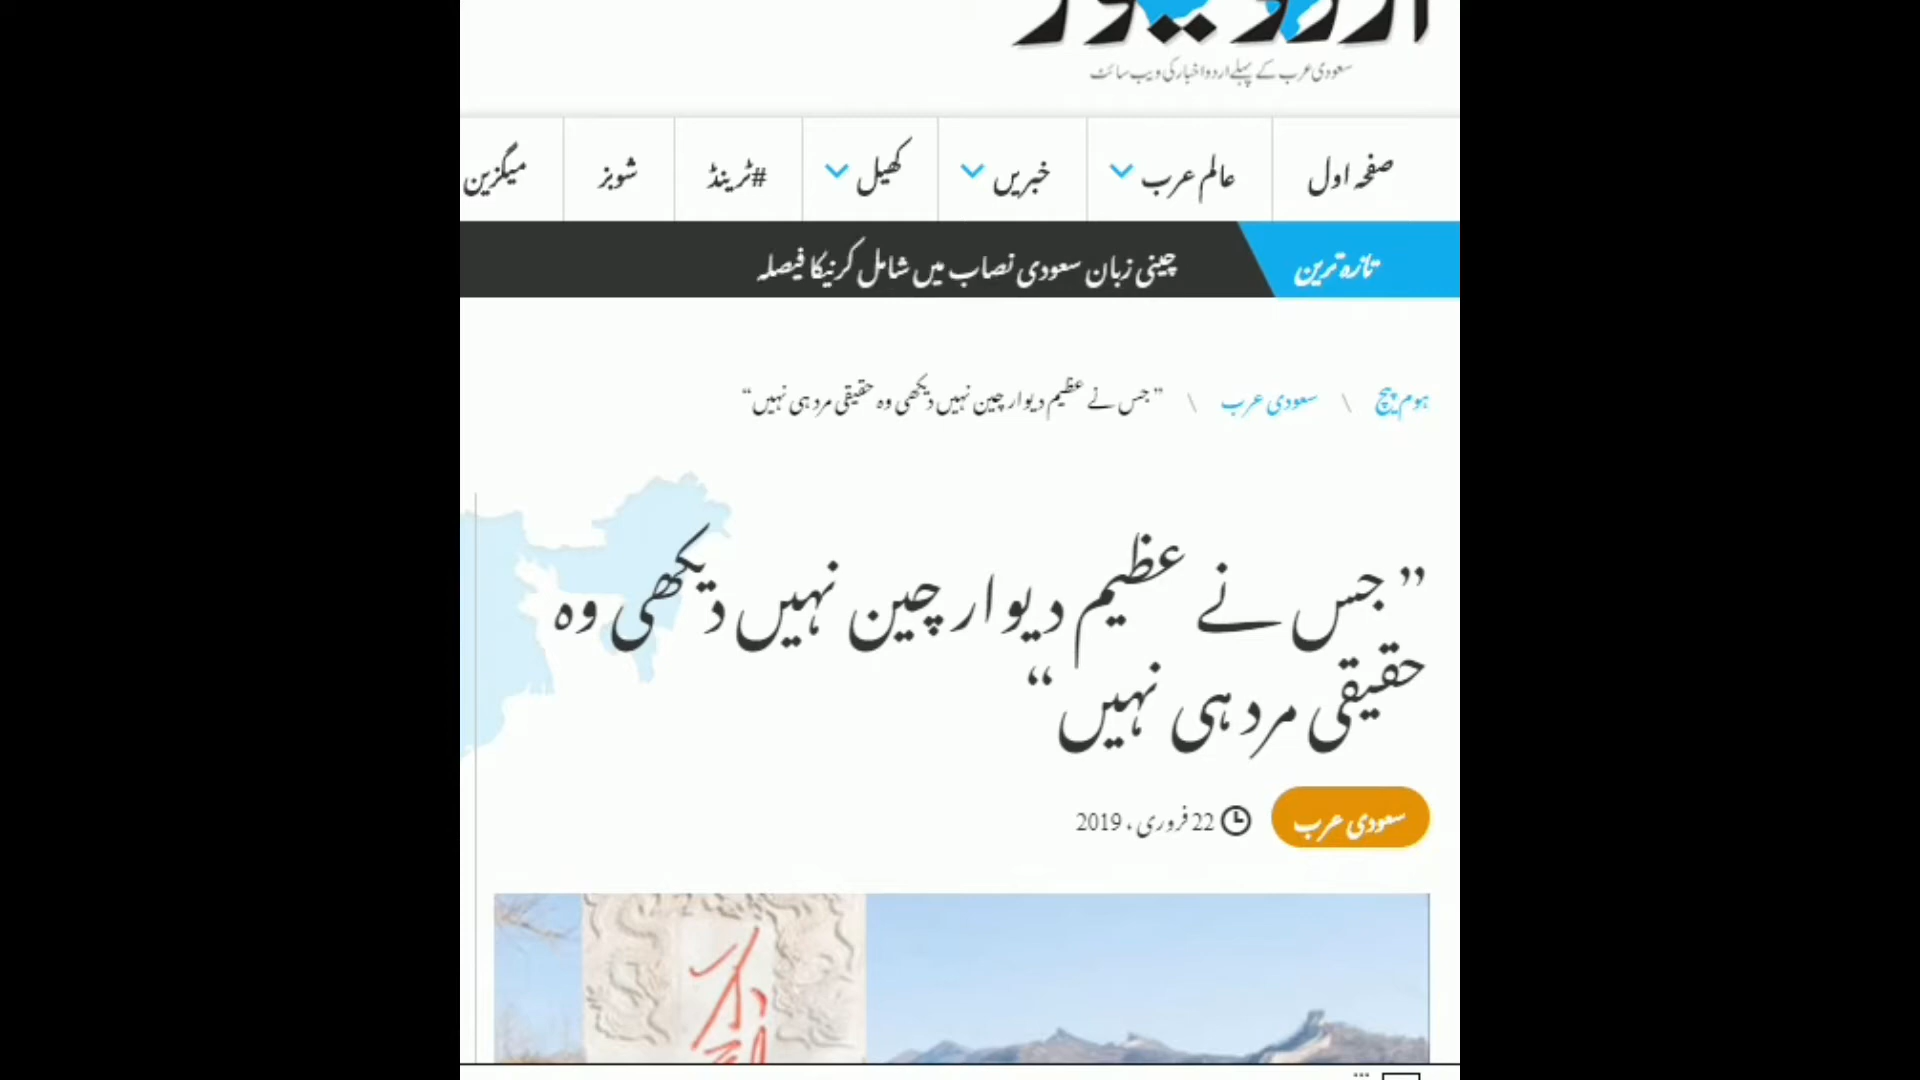 اردو نیوز
سعودی عرب کے پہلے اردو اخبار کی ویب سائٹ
صفحہ اول
عالم عرب
خبریں
کھیل
#ٹرینڈ
شوبز
میگزین
تازہ ترین
چینی زبان سعودی نصاب میں شامل کرنیکا فیصلہ
ہوم پیج \ سعودی عرب \ ” جس نے عظیم دیوار چین نہیں دیکھی وہ حقیقی مرد ہی نہیں“
” جس نے عظیم دیوار چین نہیں دیکھی وہ
حقیقی مرد ہی نہیں “
سعودی عرب
22 فروری ، 2019
不